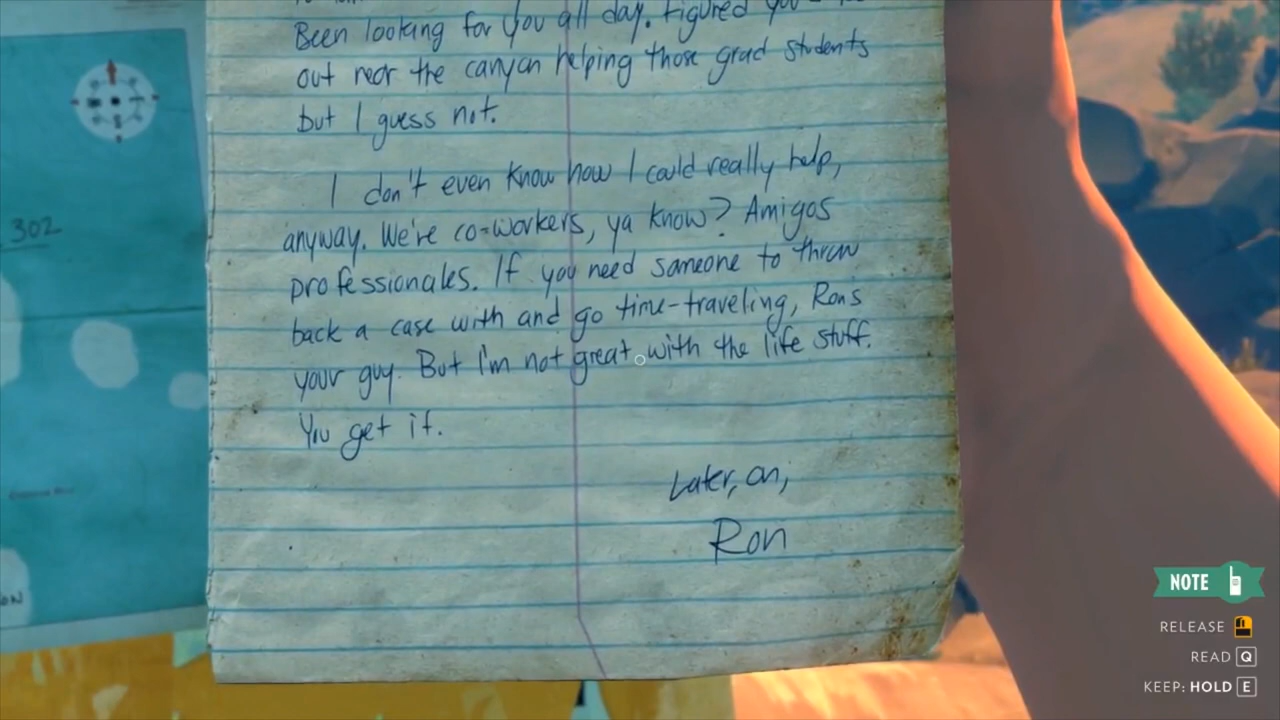 Been looking for you all day. Figured
out near the canyon helping those grad students
but I guess not.
I don't even know how I could really help,
anyway. We're co-workers, ya know? Amigos
professionales. If you need someone to throw
back a case with and go time-traveling, Ron's
your guy. But I'm not great with the life stuff.
You get it.
Later, on,
Ron
302
NOTE
RELEASE
READ Q
KEEP: HOLD E